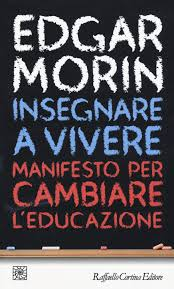 EDGAR
MORIN
INSEGNARE
A VIVERE
MANIFESTO PER
CAMBIARE
L'EDUCAZIONE
Raffaello Cortina Editore